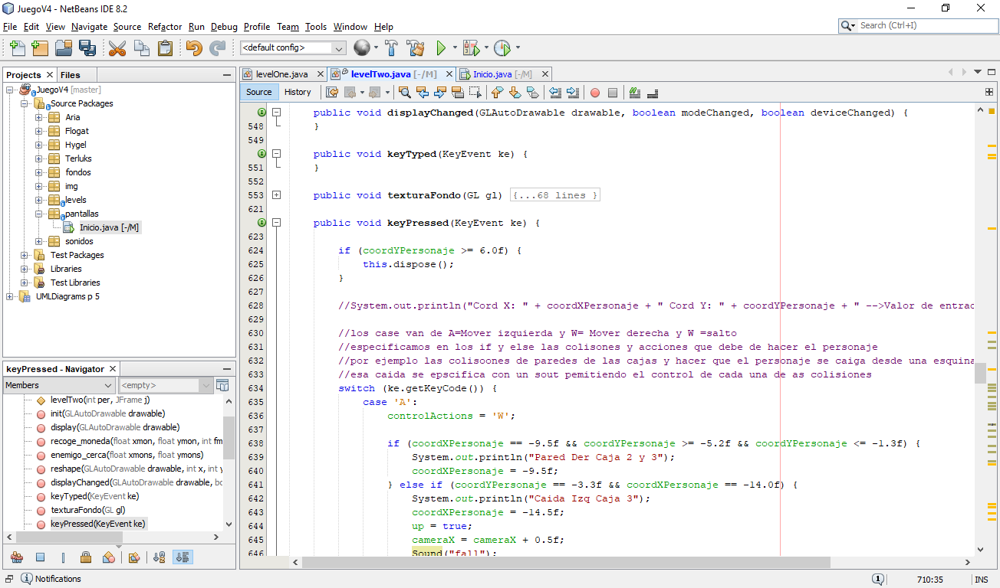 JuegoV4 - NetBeans IDE 8.2
File Edit View Navigate Source Refactor Run Debug Profile Team Tools Window Help
Search (Ctrl+I)
<default config>
Projects Files
JuegoV4 [master]
Source Packages
Aria
Flogat
Hygel
Terluks
fondos
img
levels
pantallas
Inicio.java [-/M]
sonidos
Test Packages
Libraries
Test Libraries
UMLDiagrams p 5
keyPressed - Navigator
Members <empty>
levelTwo(int per, JFrame j)
init(GLAutoDrawable drawable)
display(GLAutoDrawable drawable)
recoge_moneda(float xmon, float ymon, int fm
enemigo_cerca(float xmons, float ymons)
reshape(GLAutoDrawable drawable, int x, int y
displayChanged(GLAutoDrawable drawable, bo
keyTyped(KeyEvent ke)
texturaFondo(GL gl)
keyPressed(KeyEvent ke)
levelOne.java levelTwo.java [-/M] Inicio.java [-/M]
Source History
public void displayChanged(GLAutoDrawable drawable, boolean modeChanged, boolean deviceChanged) {
548 }
549
public void keyTyped(KeyEvent ke) {
551 }
552
553 public void texturaFondo(GL gl) {...68 lines }
621
public void keyPressed(KeyEvent ke) {
623
624 if (coordYPersonaje >= 6.0f) {
625 this.dispose();
626 }
627
628 //System.out.println("Cord X: " + coordXPersonaje + " Cord Y: " + coordYPersonaje + " -->Valor de entrac
629
630 //los case van de A=Mover izquierda y W= Mover derecha y W =salto
631 //especificamos en los if y else las colisones y acciones que debe de hacer el personaje
632 //por ejemplo las colisoones de paredes de las cajas y hacer que el personaje se caiga desde una esquina
633 //esa caida se epscifica con un sout pemitiendo el control de cada una de as colisiones
634 switch (ke.getKeyCode()) {
635 case 'A':
636 controlActions = 'W';
637
638 if (coordXPersonaje == -9.5f && coordYPersonaje >= -5.2f && coordYPersonaje <= -1.3f) {
639 System.out.println("Pared Der Caja 2 y 3");
640 coordXPersonaje = -9.5f;
641 } else if (coordYPersonaje == -3.3f && coordXPersonaje == -14.0f) {
642 System.out.println("Caida Izq Caja 3");
643 coordXPersonaje = -14.5f;
644 up = true;
645 cameraX = cameraX + 0.5f;
646 Sound("fall");
Notifications
1
710:35 INS